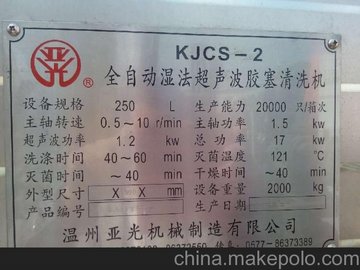 亚光
®
KJCS-2
全自动湿法超声波胶塞清洗机
设备规格 250 L 生产能力 20000 只/箱次
主轴转速 0.5~10 r/min 主轴功率 1.5 kw
超声波功率 1.2 kw 总功率 17 kw
洗涤时间 40~60 min 灭菌温度 121 ℃
灭菌时间 ~40 min 干燥时间 ~40 min
外型尺寸 X X mm 设备重量 2000 kg
产品编号 生产日期
温州亚光机械制造有限公司
0577-86373389
china.makepolo.com